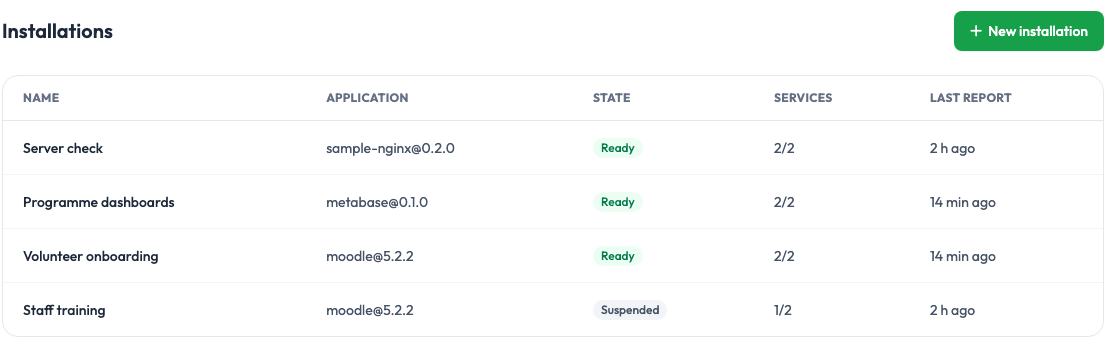 Installations
+ New installation
NAME APPLICATION STATE SERVICES LAST REPORT
Server check sample-nginx@0.2.0 Ready 2/2 2 h ago
Programme dashboards metabase@0.1.0 Ready 2/2 14 min ago
Volunteer onboarding moodle@5.2.2 Ready 2/2 14 min ago
Staff training moodle@5.2.2 Suspended 1/2 2 h ago